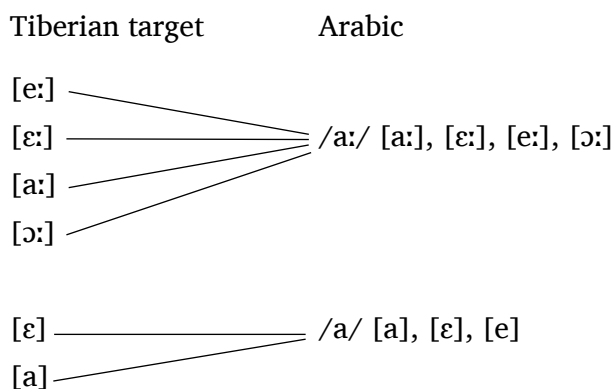 Tiberian target Arabic
[eː]
[ɛː] /aː/ [aː], [ɛː], [eː], [ɔː]
[aː]
[ɔː]
[ɛ] /a/ [a], [ɛ], [e]
[a]